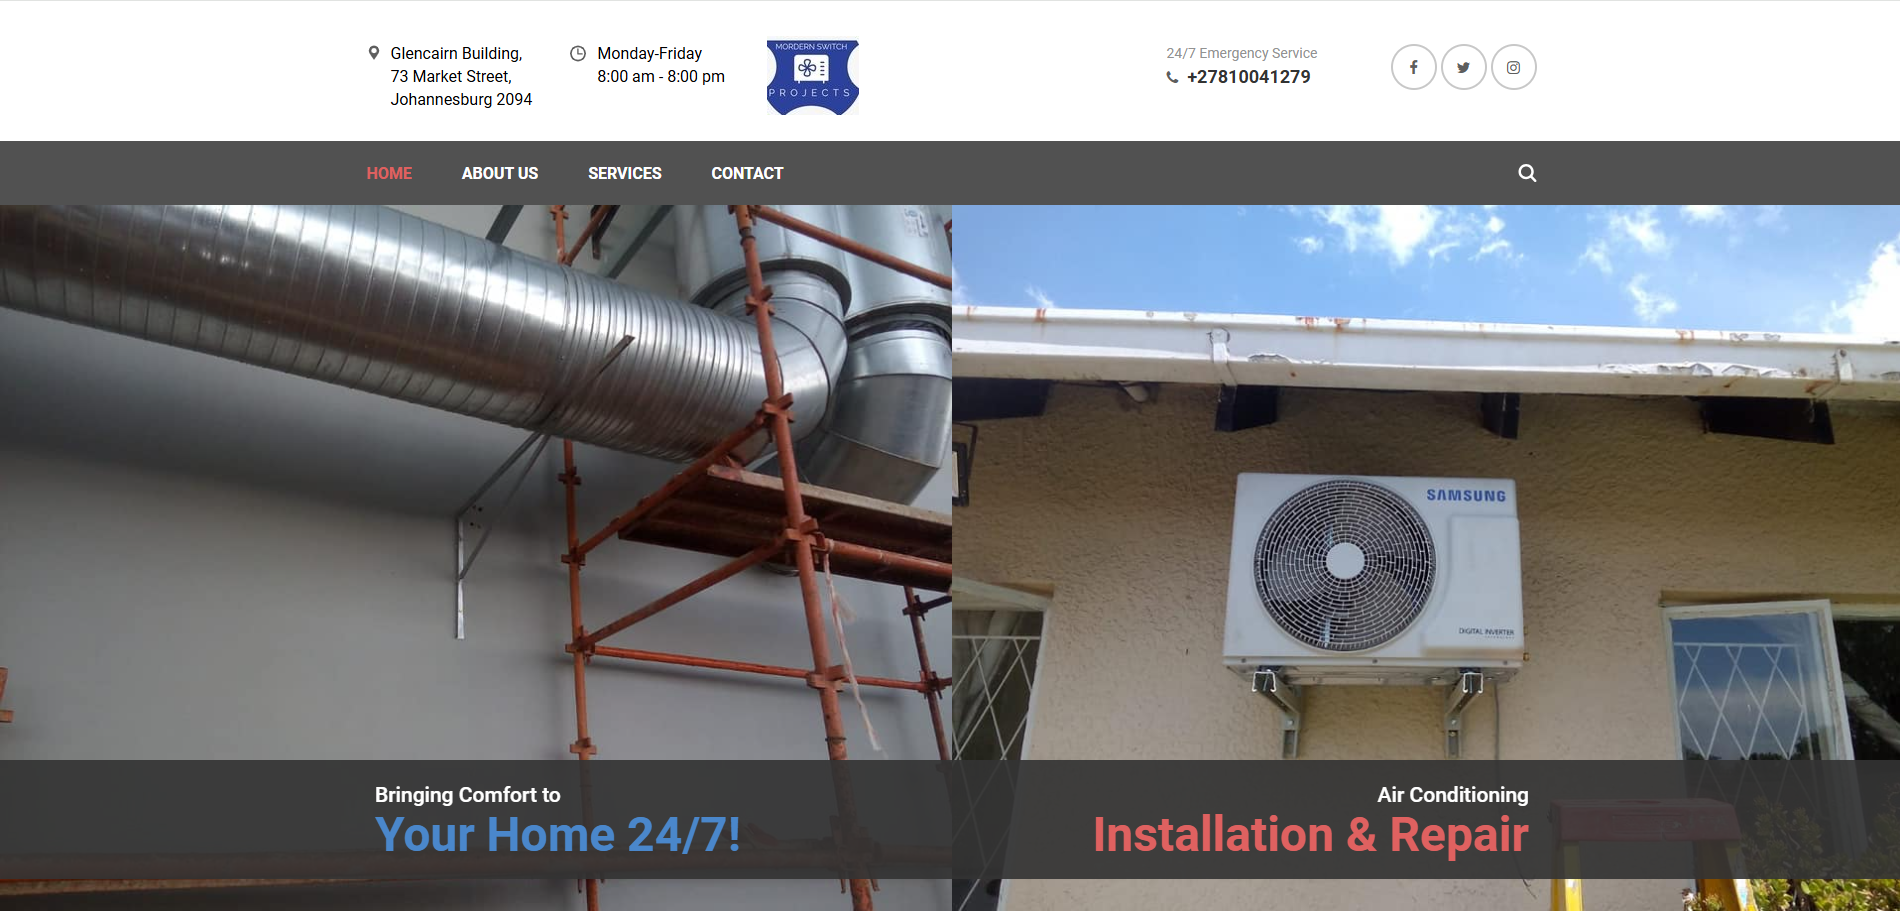 Glencairn Building,
73 Market Street,
Johannesburg 2094
Monday-Friday
8:00 am - 8:00 pm
MORDERN SWITCH
PROJECTS
24/7 Emergency Service
+27810041279
HOME
ABOUT US
SERVICES
CONTACT
SAMSUNG
DIGITAL INVERTER
Bringing Comfort to
Your Home 24/7!
Air Conditioning
Installation & Repair